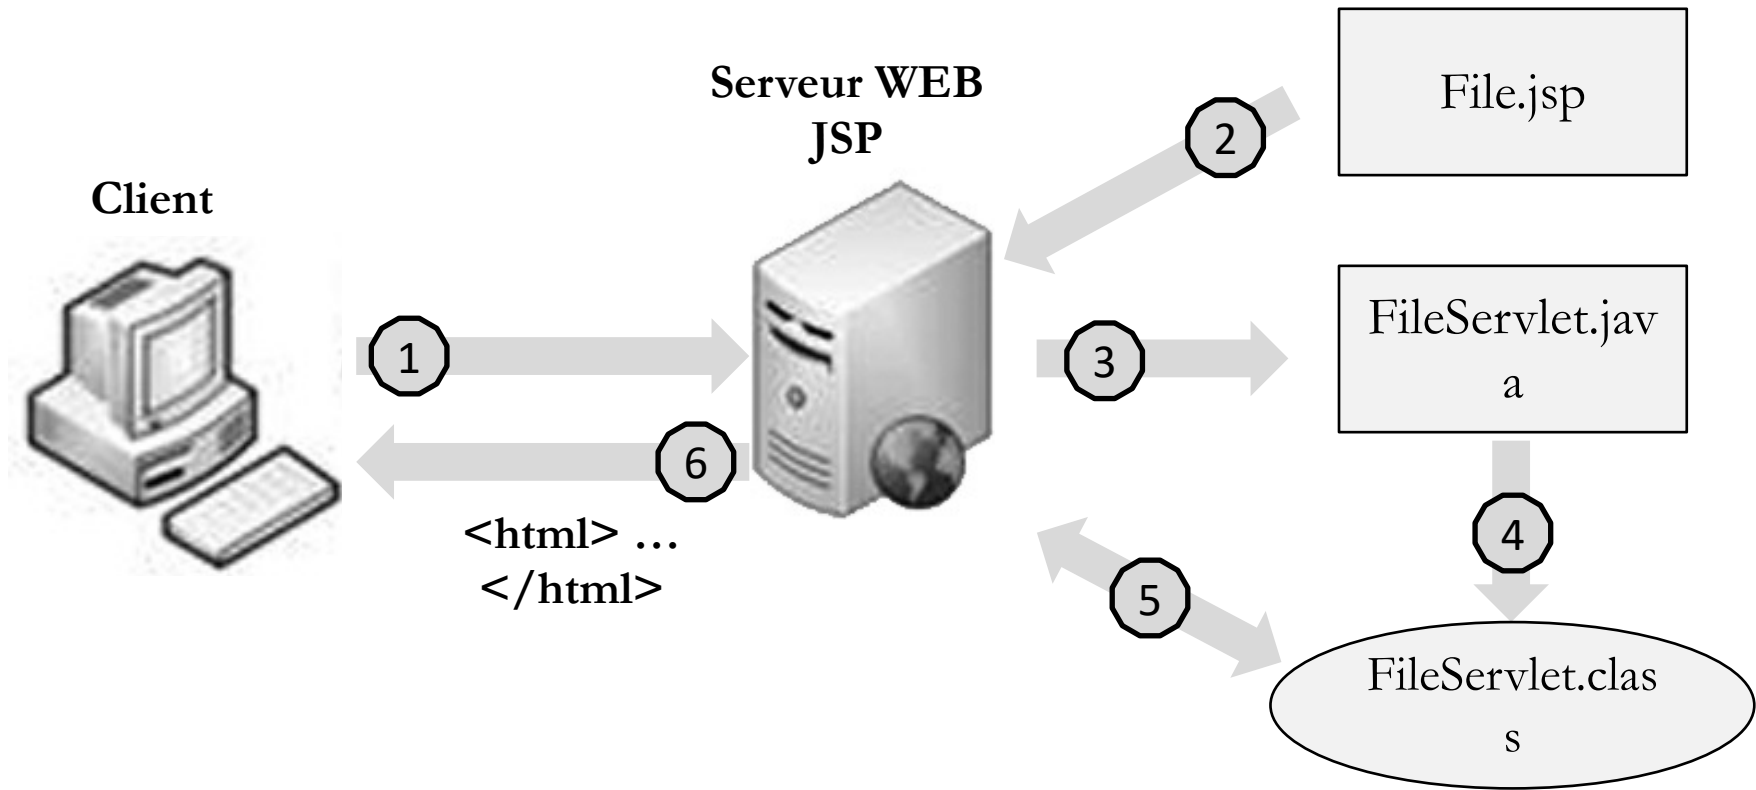 Serveur WEB
JSP
File.jsp
2
Client
FileServlet.jav
a
1
3
6
<html> ...
</html>
4
5
FileServlet.clas
s